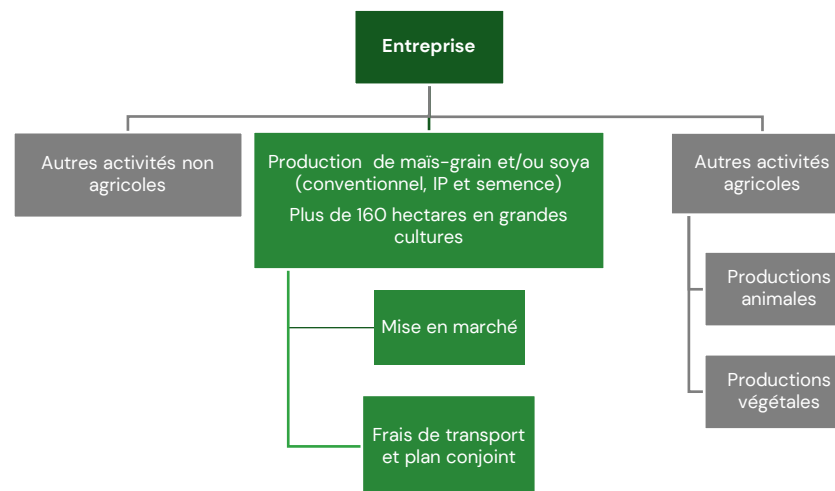 Entreprise
Autres activités non
agricoles
Production de maïs-grain et/ou soya
(conventionnel, IP et semence)
Plus de 160 hectares en grandes
cultures
Autres activités
agricoles
Mise en marché
Frais de transport
et plan conjoint
Productions
animales
Productions
végétales